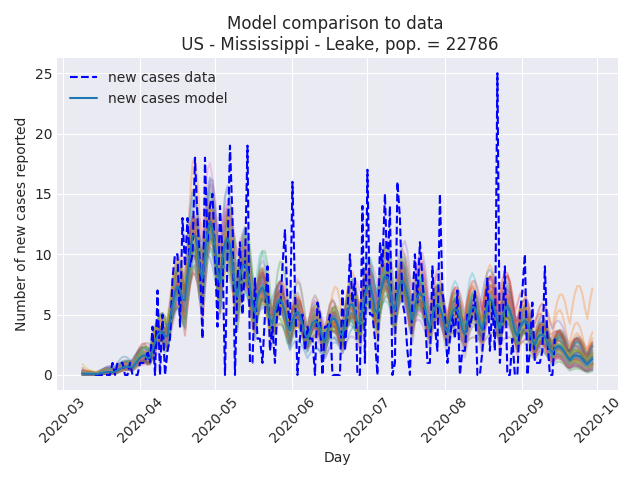 Model comparison to data
US - Mississippi - Leake, pop. = 22786
new cases data
new cases model
Number of new cases reported
25
20
15
10
5
0
2020-03
2020-04
2020-05
2020-06
2020-07
2020-08
2020-09
2020-10
Day